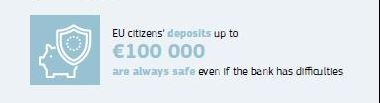 EU citizens' deposits up to
€100 000
are always safe even if the bank has difficulties